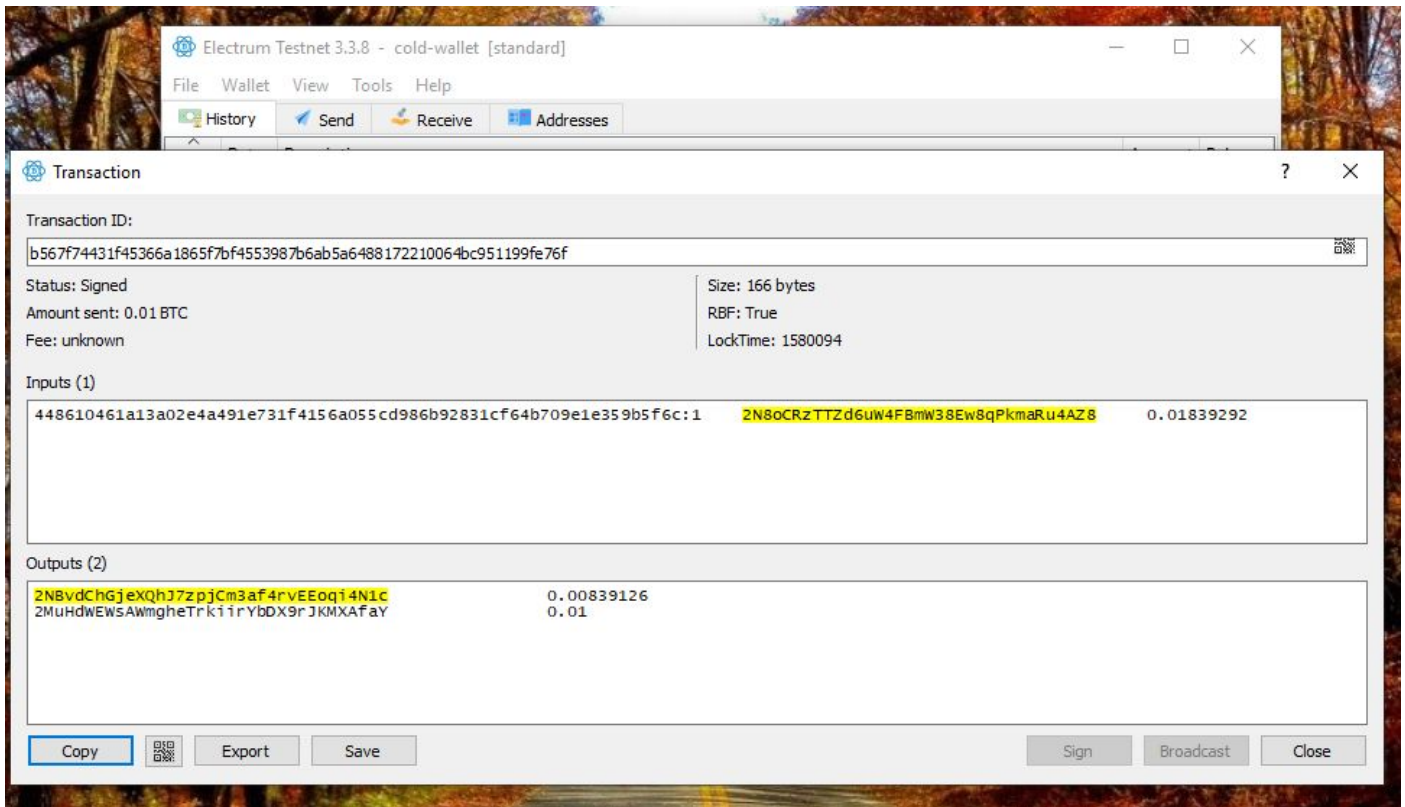 Electrum Testnet 3.3.8 - cold-wallet [standard]
File Wallet View Tools Help
History Send Receive Addresses
Transaction ?
Transaction ID:
b567f74431f45366a1865f7bf4553987b6ab5a6488172210064bc951199fe76f
Status: Signed Size: 166 bytes
Amount sent: 0.01 BTC RBF: True
Fee: unknown LockTime: 1580094
Inputs (1)
448610461a13a02e4a491e731f4156a055cd986b92831cf64b709e1e359b5f6c:1 2N8oCRzTTZd6uW4FBmW38Ew8qPkmaRu4AZ8 0.01839292
Outputs (2)
2NBvdChGjeXQhJ7zpjCm3af4rvEEoqi4N1c 0.00839126
2MuHdWEWsAWmgheTrkiirYbDX9rJKMXAfaY 0.01
Copy Export Save Sign Broadcast Close